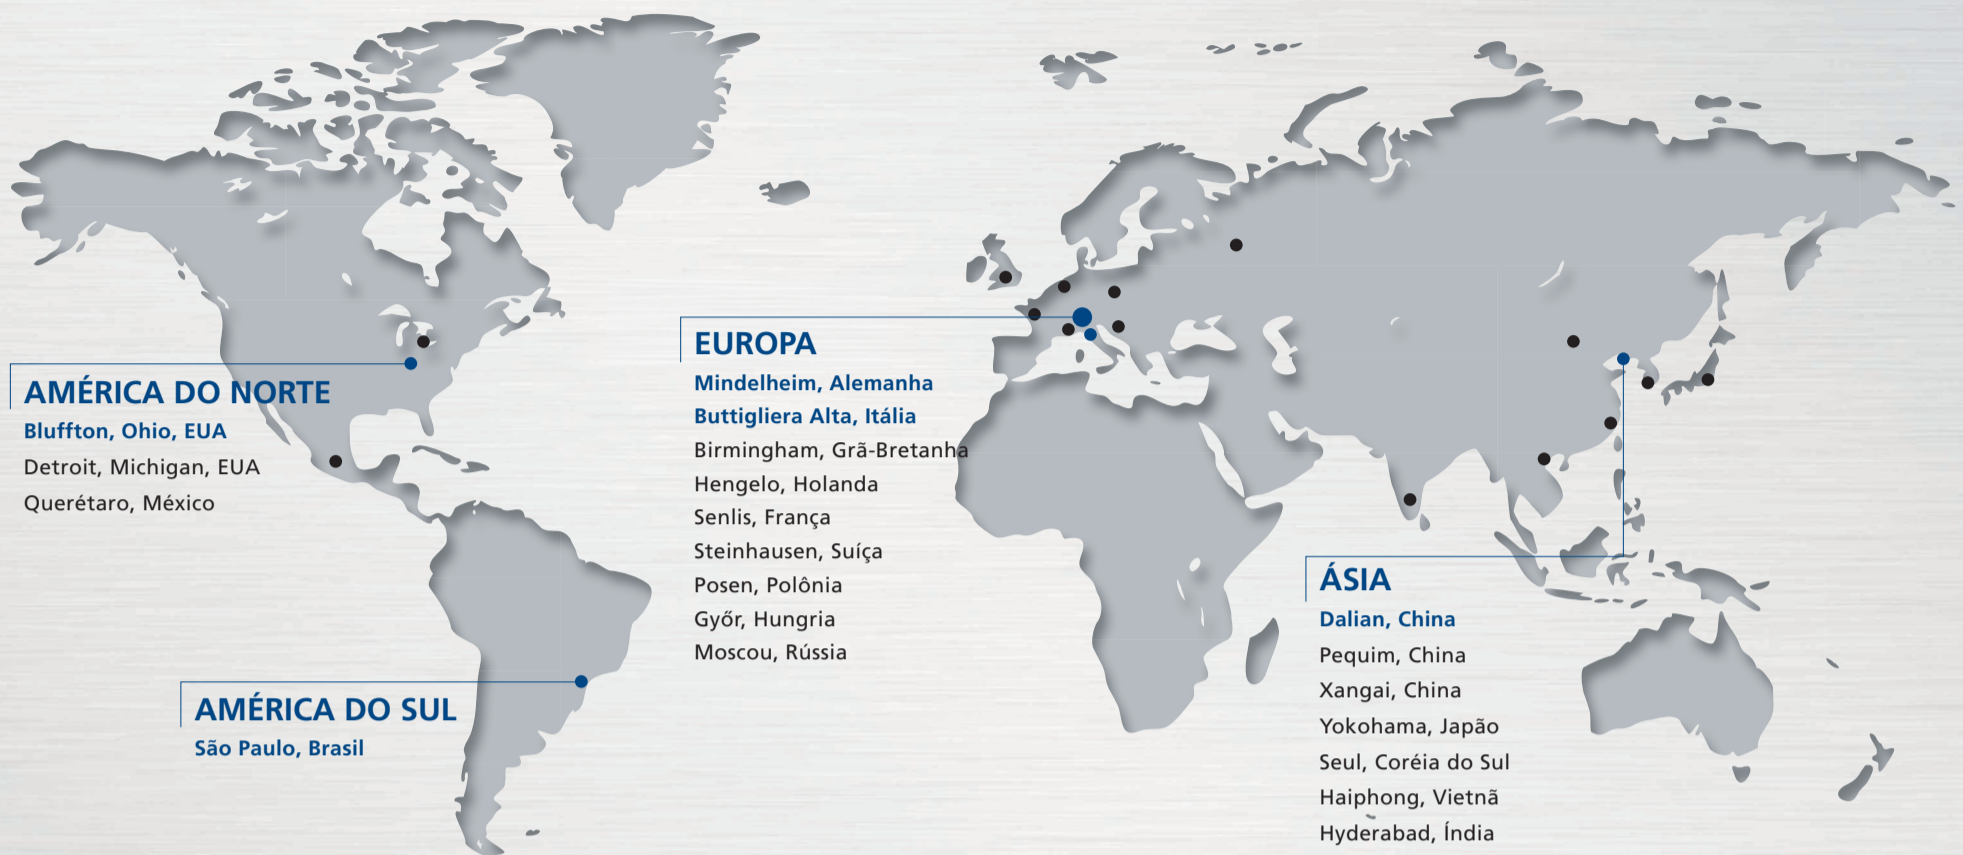 AMÉRICA DO NORTE
Bluffton, Ohio, EUA
Detroit, Michigan, EUA
Querétaro, México
AMÉRICA DO SUL
São Paulo, Brasil
EUROPA
Mindelheim, Alemanha
Buttigliera Alta, Itália
Birmingham, Grã-Bretanha
Hengelo, Holanda
Senlis, França
Steinhausen, Suíça
Posen, Polônia
Győr, Hungria
Moscou, Rússia
ÁSIA
Dalian, China
Pequim, China
Xangai, China
Yokohama, Japão
Seul, Coréia do Sul
Haiphong, Vietnã
Hyderabad, Índia